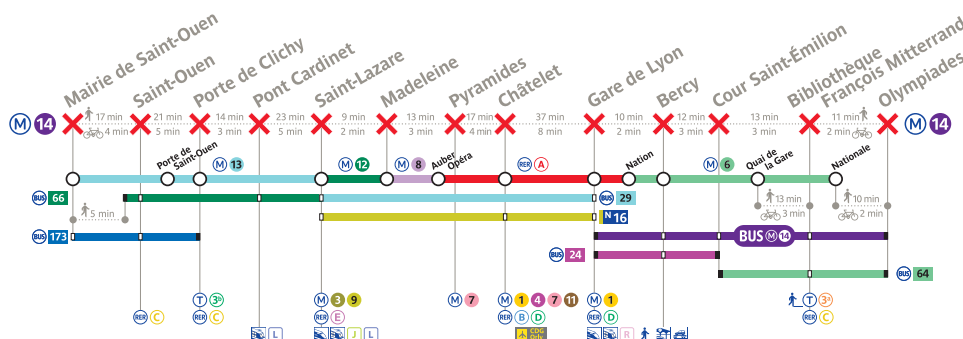 Mairie de Saint-Ouen
Saint-Ouen
Porte de Clichy
Pont Cardinet
Saint-Lazare
Madeleine
Pyramides
Châtelet
Gare de Lyon
Bercy
Cour Saint-Émilion
Bibliothèque
François Mitterrand
Olympiades
M 14
17 min
21 min
14 min
23 min
9 min
13 min
17 min
37 min
10 min
12 min
13 min
11 min
M 14
4 min
5 min
3 min
5 min
2 min
3 min
4 min
8 min
2 min
3 min
3 min
2 min
Porte de
Saint-Ouen
M 13
M 12
M 8
Auber
Opéra
RER A
Nation
M 6
Quai de
la Gare
Nationale
BUS 66
BUS 29
5 min
N 16
13 min
3 min
10 min
2 min
BUS 173
BUS M 14
BUS 24
BUS 64
T 3b
RER C
RER C
L
M 3 9
RER E
J L
M 7
M 1 4 7 11
RER B D
CDG
M 1
RER D
R
T 3a
RER C